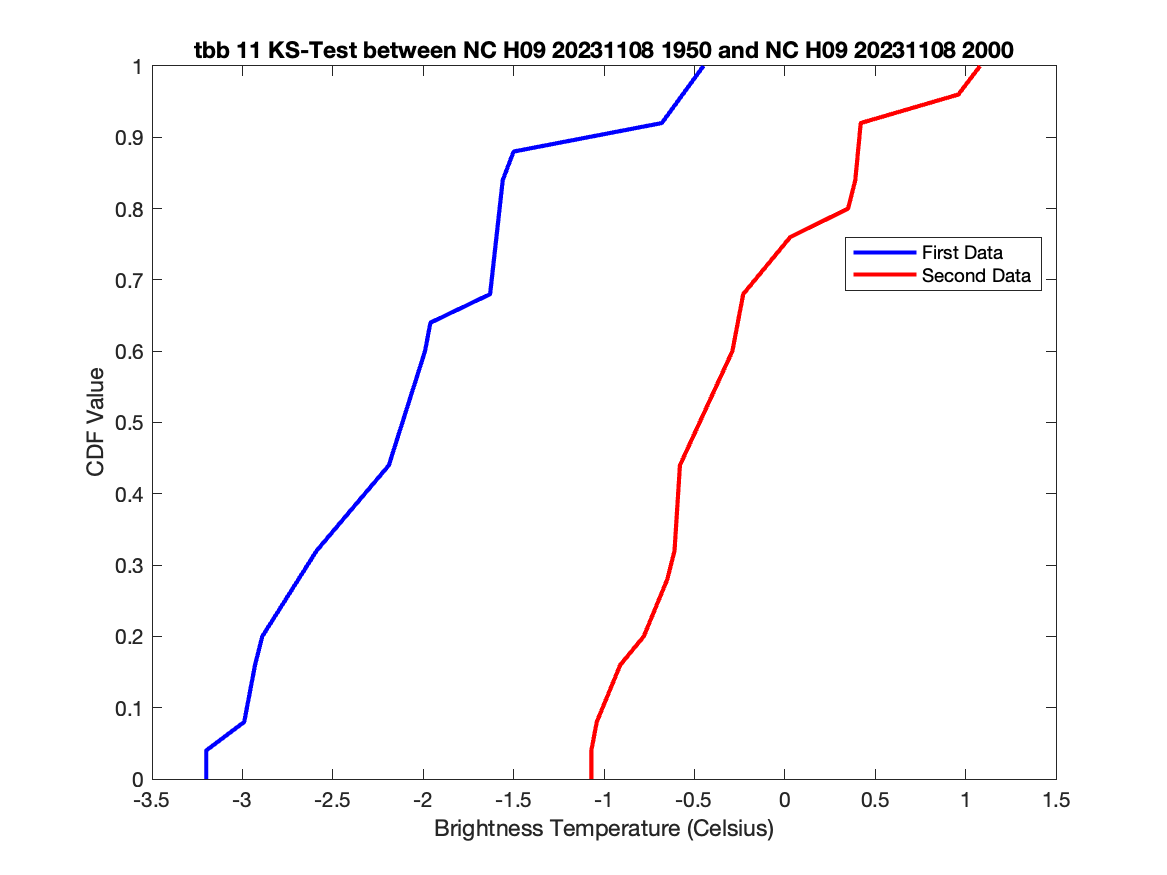 tbb 11 KS-Test between NC H09 20231108 1950 and NC H09 20231108 2000
1
0.9
0.8
0.7
0.6
0.5
0.4
0.3
0.2
0.1
0
CDF Value
First Data
Second Data
-3.5 -3 -2.5 -2 -1.5 -1 -0.5 0 0.5 1 1.5
Brightness Temperature (Celsius)